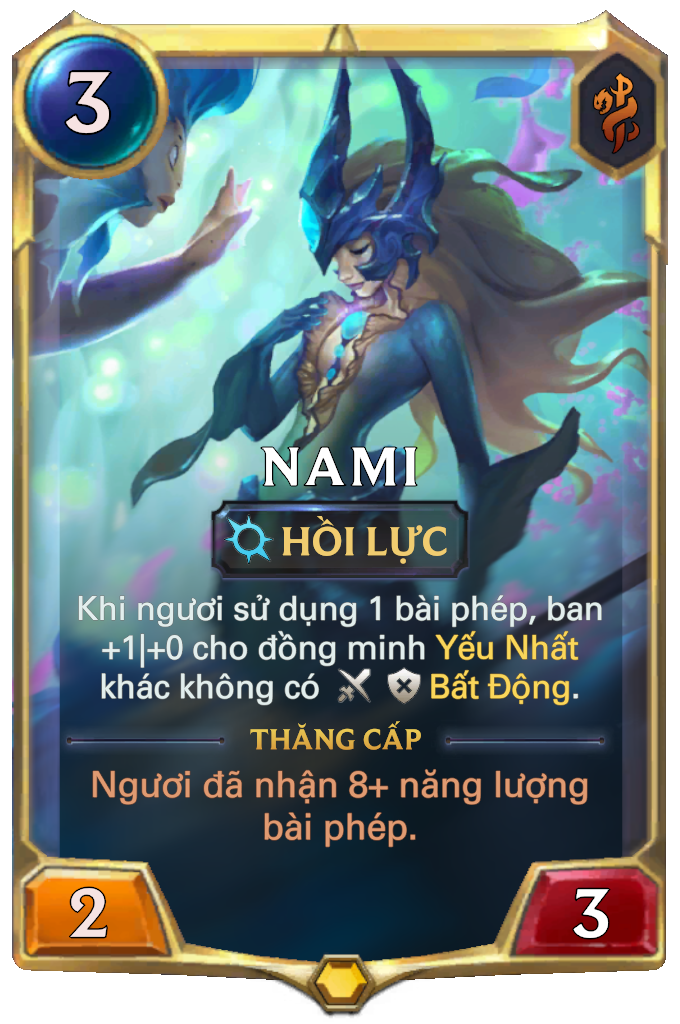 3
NAMI
HỒI LỰC
Khi ngươi sử dụng 1 bài phép, ban
+1|+0 cho đồng minh Yếu Nhất
khác không có Bất Động.
THĂNG CẤP
Ngươi đã nhận 8+ năng lượng
bài phép.
2
3